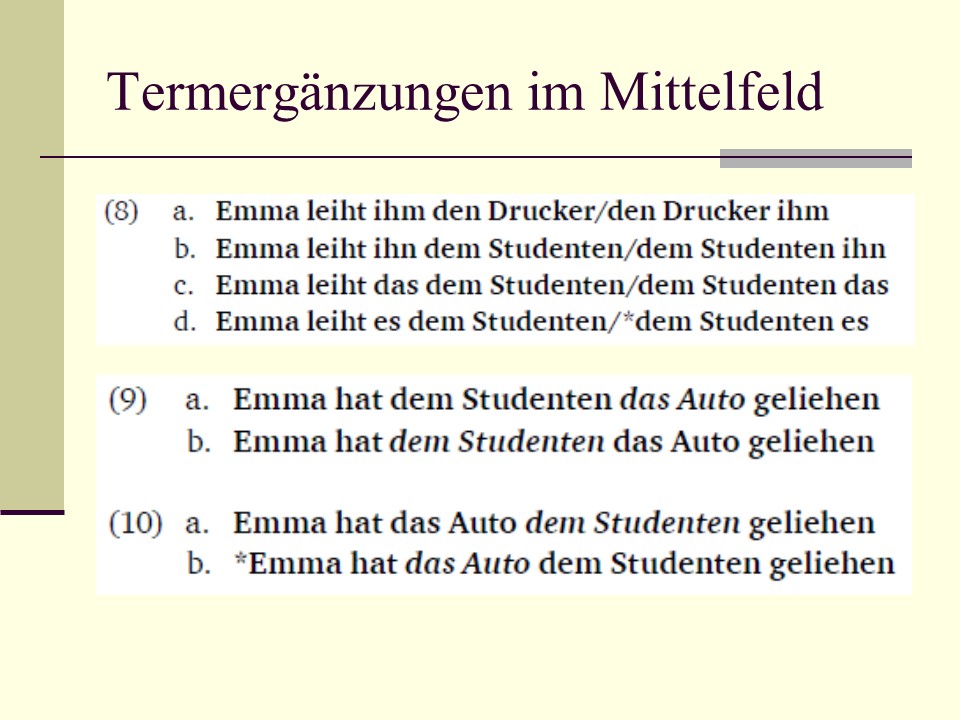 Termergänzungen im Mittelfeld
(8) a. Emma leiht ihm den Drucker/den Drucker ihm
b. Emma leiht ihn dem Studenten/dem Studenten ihn
c. Emma leiht das dem Studenten/dem Studenten das
d. Emma leiht es dem Studenten/*dem Studenten es
(9) a. Emma hat dem Studenten das Auto geliehen
b. Emma hat dem Studenten das Auto geliehen
(10) a. Emma hat das Auto dem Studenten geliehen
b. *Emma hat das Auto dem Studenten geliehen